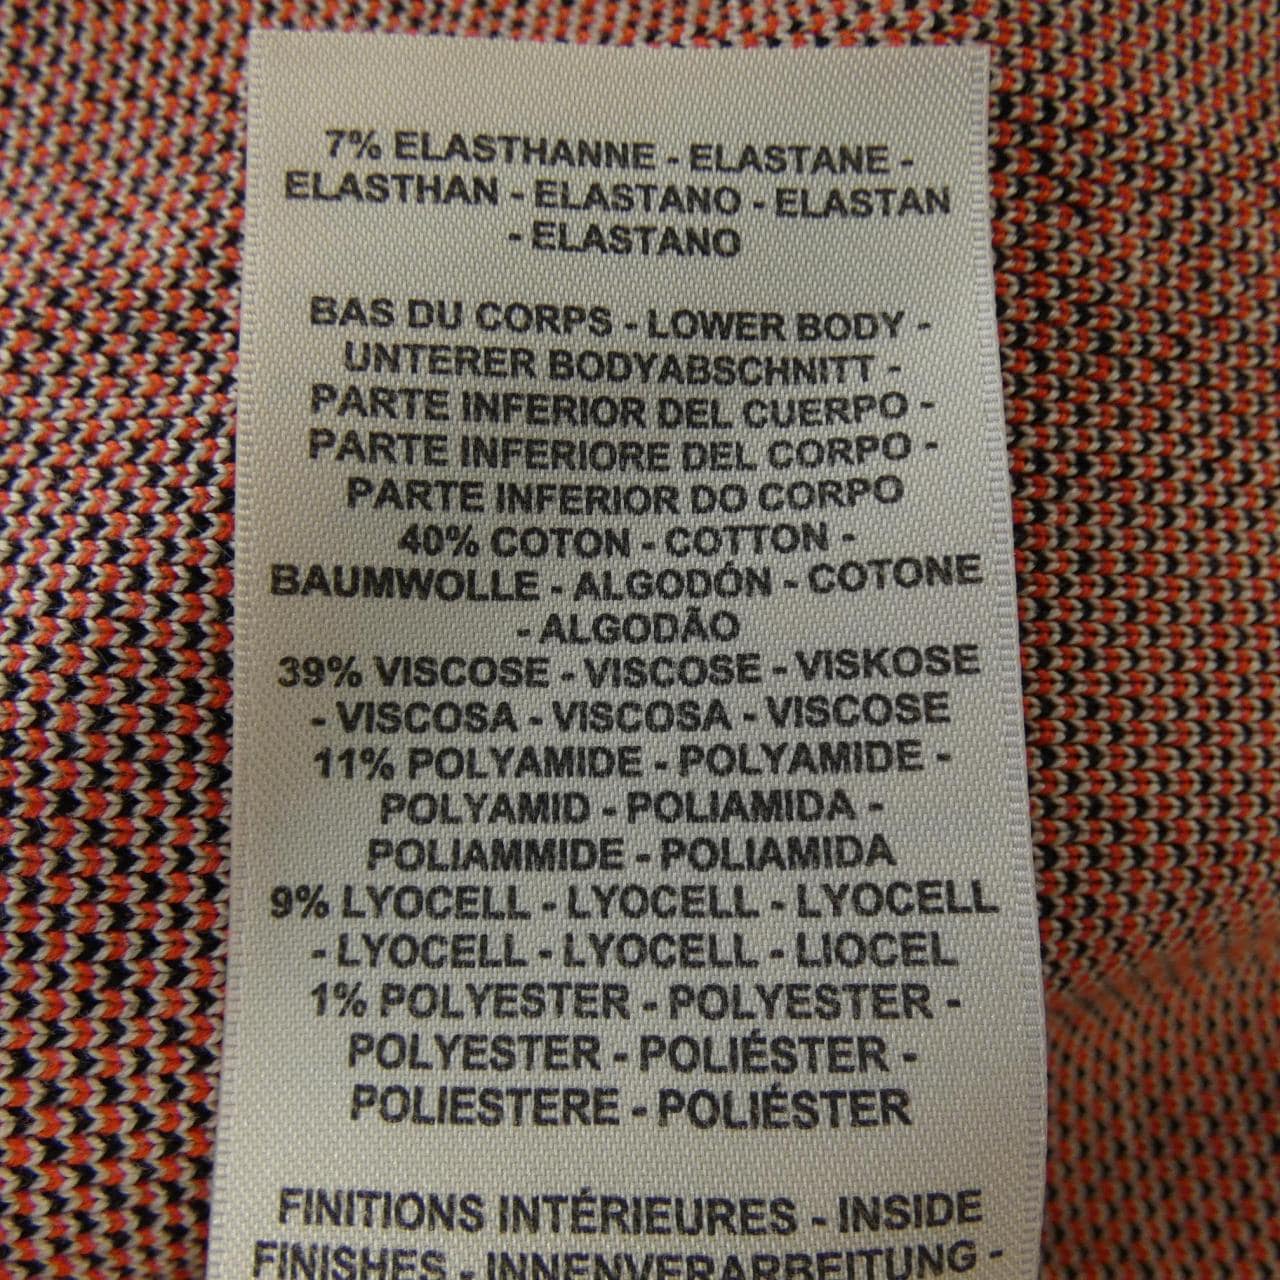 7% ELASTHANNE - ELASTANE -
ELASTHAN - ELASTANO - ELASTAN
- ELASTANO
BAS DU CORPS - LOWER BODY -
UNTERER BODYABSCHNITT -
PARTE INFERIOR DEL CUERPO -
PARTE INFERIORE DEL CORPO -
PARTE INFERIOR DO CORPO
40% COTON - COTTON -
BAUMWOLLE - ALGODÓN - COTONE
- ALGODÃO
39% VISCOSE - VISCOSE - VISKOSE
- VISCOSA - VISCOSA - VISCOSE
11% POLYAMIDE - POLYAMIDE -
POLYAMID - POLIAMIDA -
POLIAMMIDE - POLIAMIDA
9% LYOCELL - LYOCELL - LYOCELL
- LYOCELL - LYOCELL - LIOCEL
1% POLYESTER - POLYESTER -
POLYESTER - POLIÉSTER -
POLIESTERE - POLIÉSTER
FINITIONS INTÉRIEURES - INSIDE
FINISHES - INNENVERARBEITUNG -